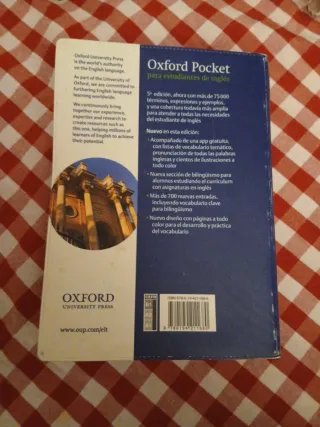 Oxford University Press
is the world's authority
on the English language.
As part of the University of
Oxford, we are committed to
furthering English language
learning worldwide.
We continuously bring
together our experience,
expertise and research to
create resources such as
this one, helping millions of
learners of English to achieve
their potential.
OXFORD
UNIVERSITY PRESS
www.oup.com/elt
Oxford Pocket
para estudiantes de inglés
5ª edición, ahora con más de 75 000
términos, expresiones y ejemplos,
y una cobertura todavía más amplia
para atender a todas las necesidades
del estudiante de inglés
Nuevo en esta edición:
• Acompañado de una app gratuita,
con listas de vocabulario temático,
pronunciación de todas las palabras
inglesas y cientos de ilustraciones a
todo color
• Nueva sección de bilingüismo para
alumnos estudiando el curriculum
con asignaturas en inglés
• Más de 700 nuevas entradas,
incluyendo vocabulario clave
para bilingüismo
• Nuevo diseño con páginas a todo
color para el desarrollo y práctica
del vocabulario